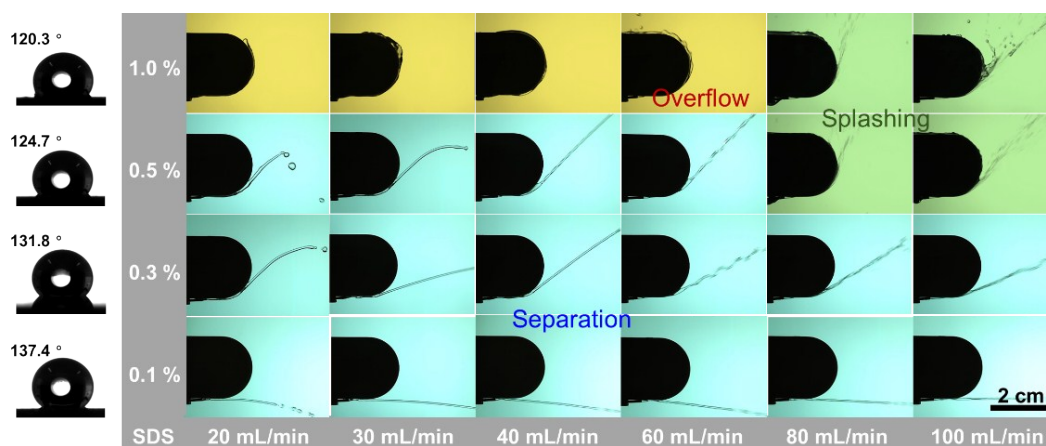 120.3 °
1.0 %
Overflow
Splashing
124.7 °
0.5 %
131.8 °
0.3 %
Separation
137.4 °
0.1 %
2 cm
SDS 20 mL/min 30 mL/min 40 mL/min 60 mL/min 80 mL/min 100 mL/min